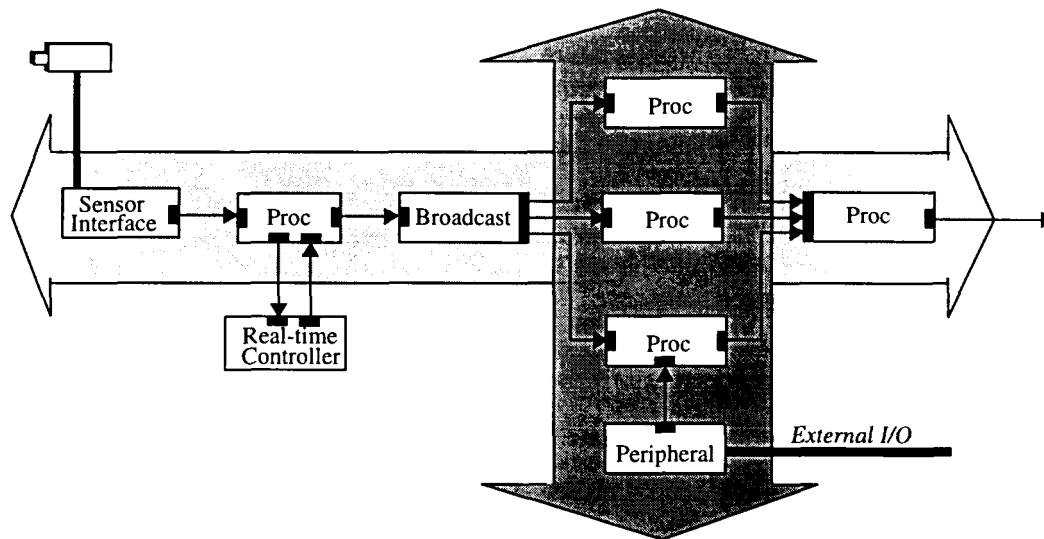 Proc
Sensor
Interface
Proc
Broadcast
Proc
Proc
Real-time
Controller
Proc
Peripheral
External I/O